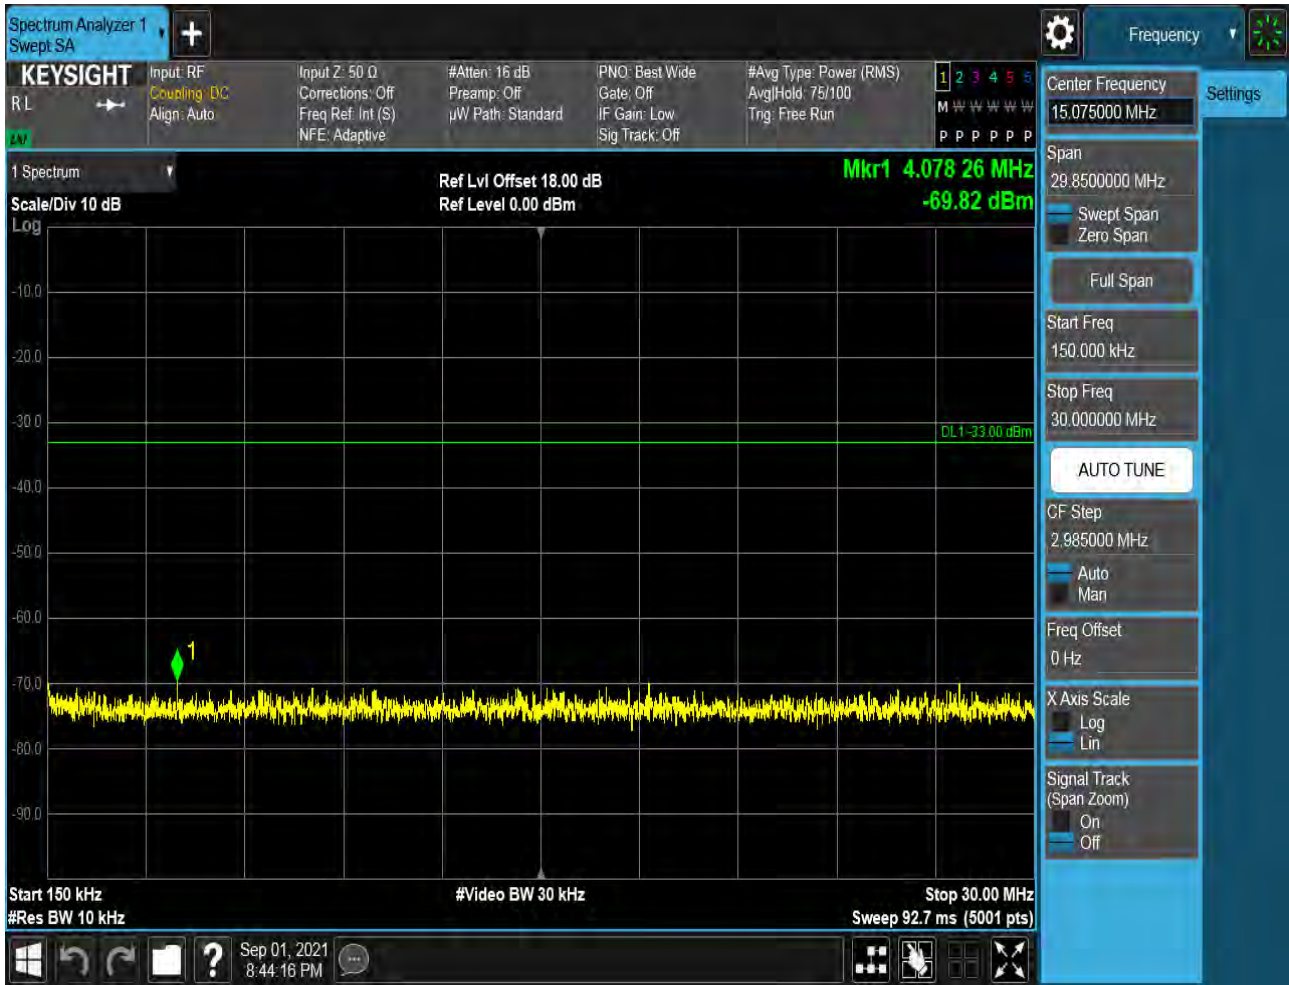 Spectrum Analyzer 1
Swept SA
Frequency
KEYSIGHT
R L
Input: RF
Coupling: DC
Align: Auto
Input Z: 50 Ω
Corrections: Off
Freq Ref: Int (S)
NFE: Adaptive
#Atten: 16 dB
Preamp: Off
µW Path: Standard
PNO: Best Wide
Gate: Off
IF Gain: Low
Sig Track: Off
#Avg Type: Power (RMS)
Avg|Hold: 75/100
Trig: Free Run
1 2 3 4 5 6
M W W W W W
P P P P P P
1 Spectrum
Scale/Div 10 dB
Log
Ref Lvl Offset 18.00 dB
Ref Level 0.00 dBm
Mkr1 4.078 26 MHz
-69.82 dBm
-10.0
-20.0
-30.0
DL1 -33.00 dBm
-40.0
-50.0
-60.0
1
-70.0
-80.0
-90.0
Start 150 kHz
#Res BW 10 kHz
#Video BW 30 kHz
Stop 30.00 MHz
Sweep 92.7 ms (5001 pts)
Center Frequency
15.075000 MHz
Settings
Span
29.8500000 MHz
Swept Span
Zero Span
Full Span
Start Freq
150.000 kHz
Stop Freq
30.000000 MHz
AUTO TUNE
CF Step
2.985000 MHz
Auto
Man
Freq Offset
0 Hz
X Axis Scale
Log
Lin
Signal Track
(Span Zoom)
On
Off
?
Sep 01, 2021
8:44:16 PM